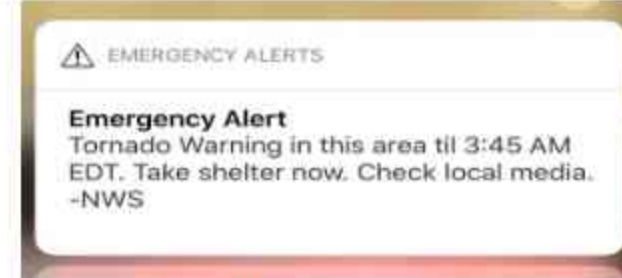 EMERGENCY ALERTS
Emergency Alert
Tornado Warning in this area til 3:45 AM
EDT. Take shelter now. Check local media.
-NWS